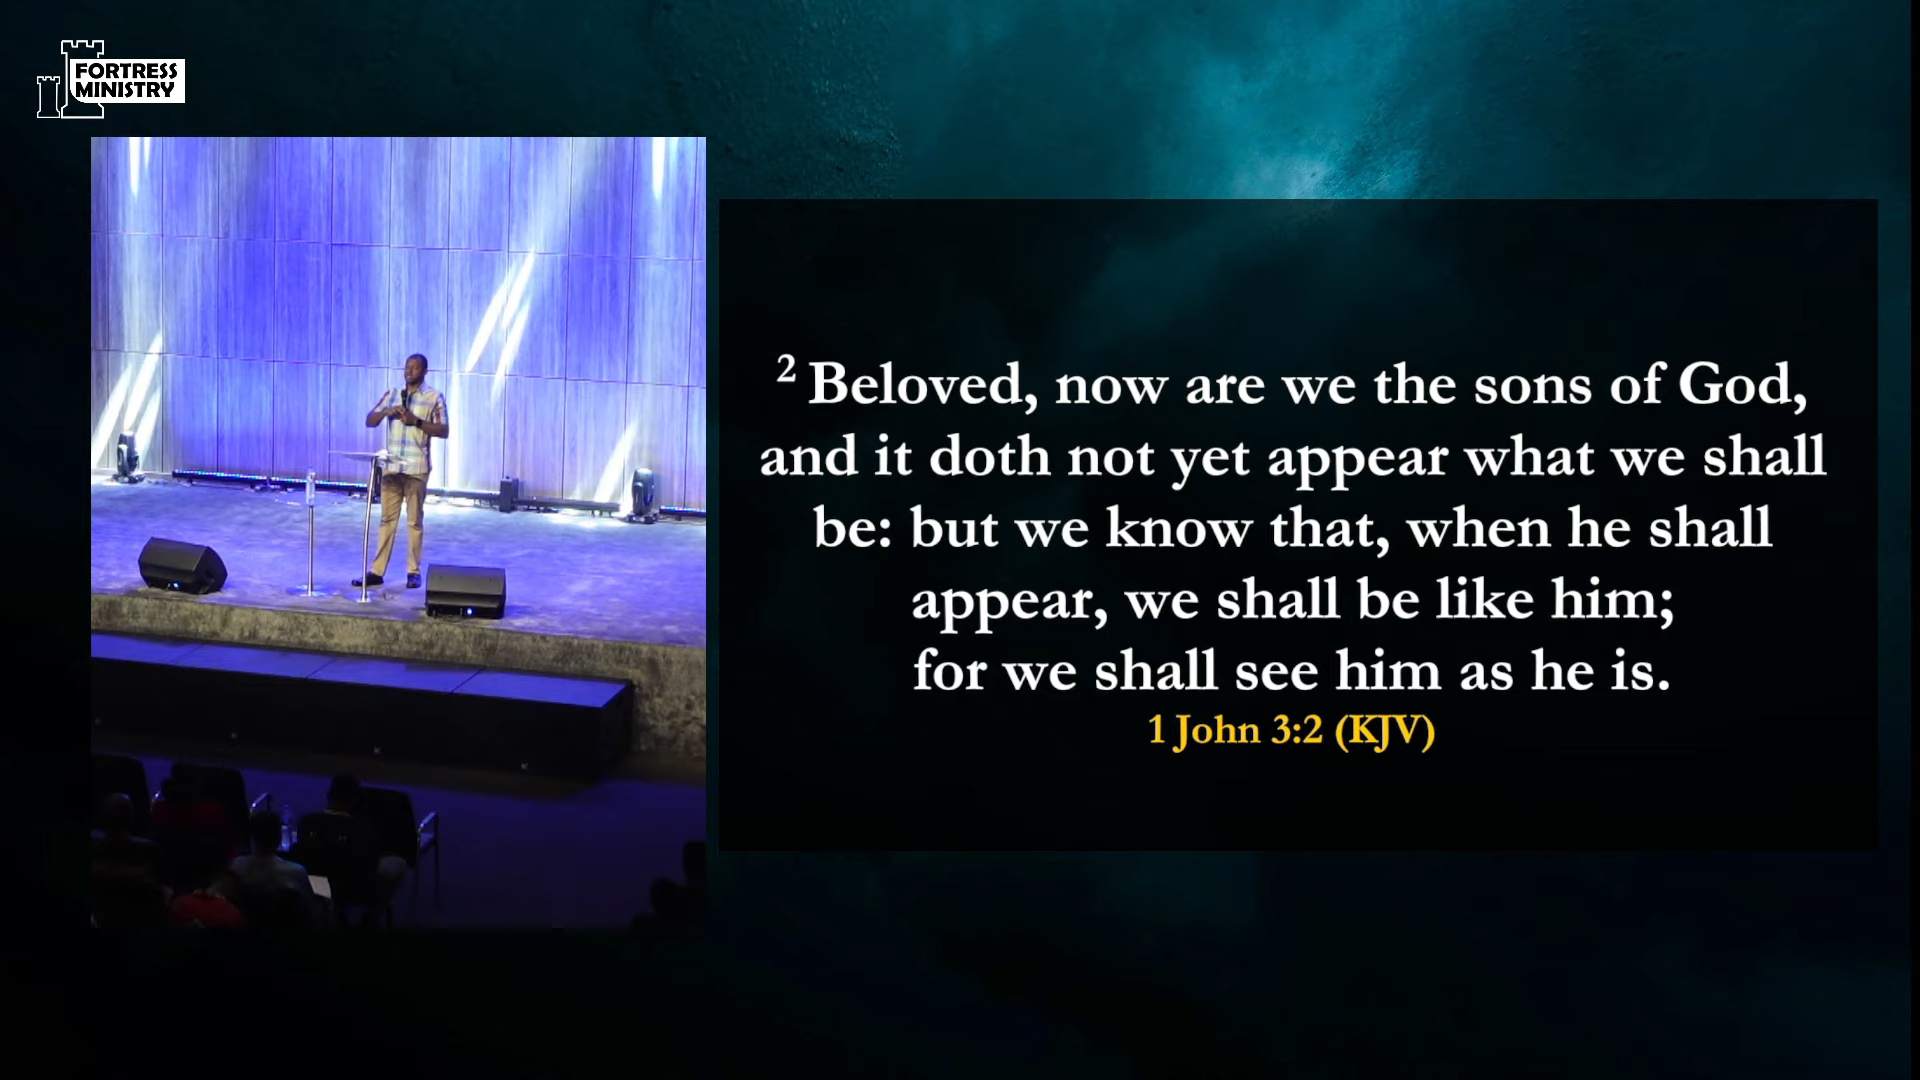 FORTRESS
MINISTRY
2 Beloved, now are we the sons of God,
and it doth not yet appear what we shall
be: but we know that, when he shall
appear, we shall be like him;
for we shall see him as he is.
1 John 3:2 (KJV)